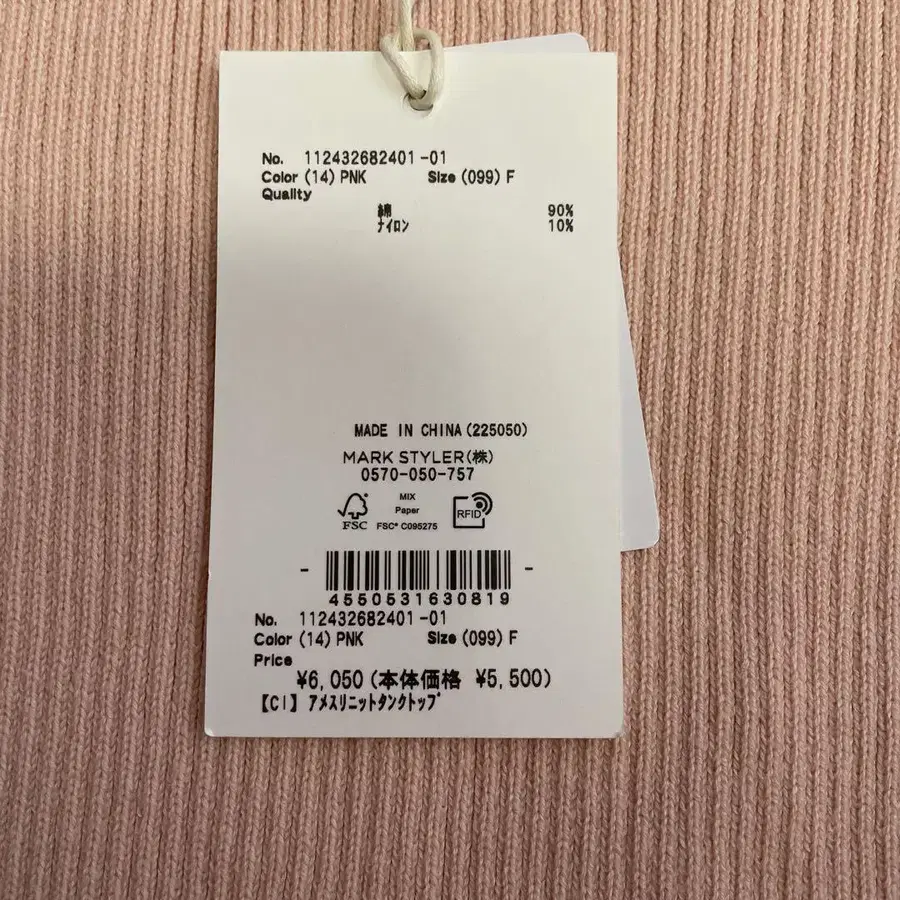 No. 112432682401-01
Color (14) PNK Size (099) F
Quality
綿 90%
ナイロン 10%
MADE IN CHINA (225050)
MARK STYLER(株)
0570-050-757
FSC
MIX
Paper
FSC® C095275
RFID
4550531630819
No. 112432682401-01
Color (14) PNK Size (099) F
Price
¥6,050 (本体価格 ¥5,500)
【CI】 アメスリニットタンクトップ